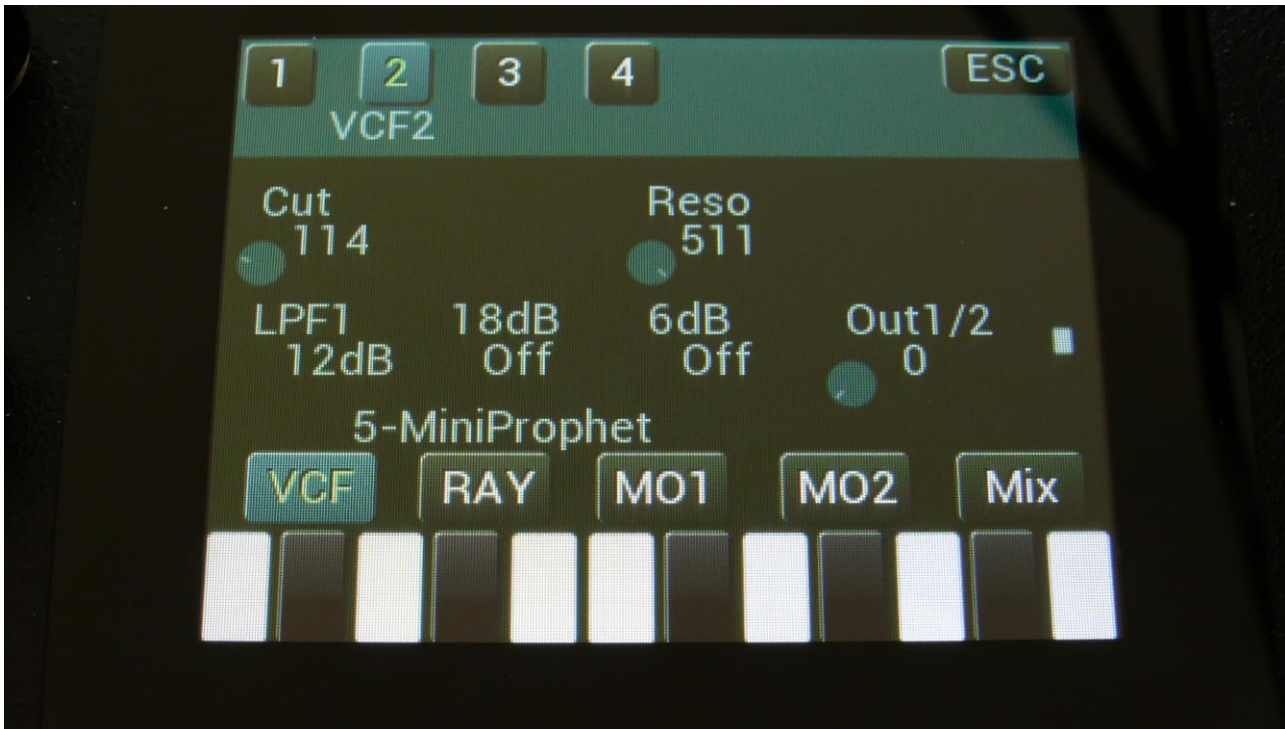 1 2 3 4 ESC
VCF2
Cut Reso
114 511
LPF1 18dB 6dB Out1/2
12dB Off Off 0
5-MiniProphet
VCF RAY MO1 MO2 Mix